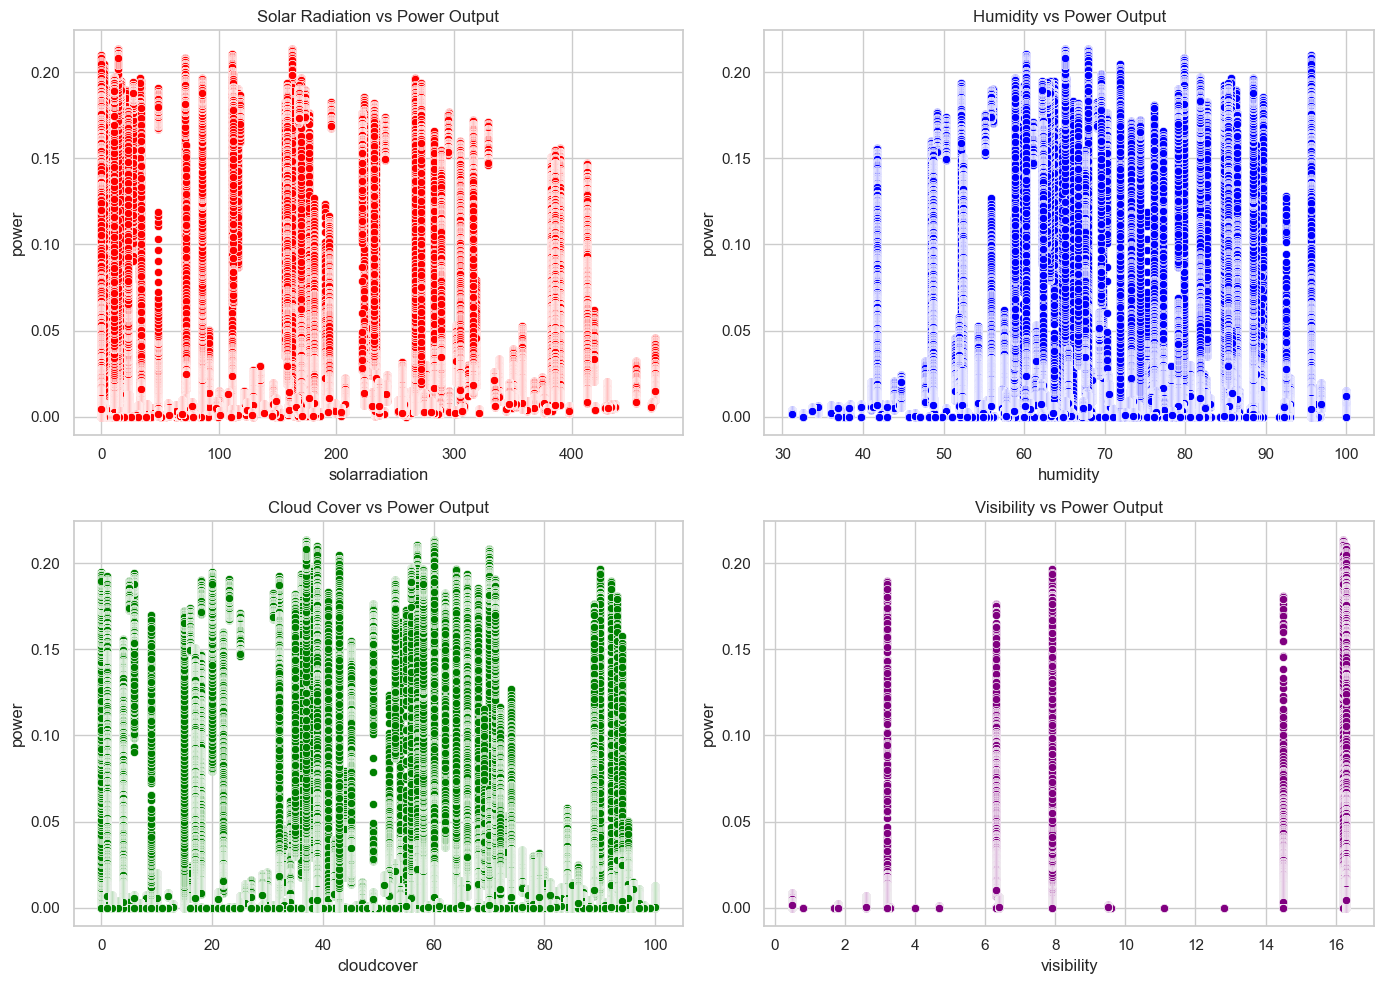 Solar Radiation vs Power Output
power
0.20
0.15
0.10
0.05
0.00
0 100 200 300 400
solarradiation
Humidity vs Power Output
power
0.20
0.15
0.10
0.05
0.00
30 40 50 60 70 80 90 100
humidity
Cloud Cover vs Power Output
power
0.20
0.15
0.10
0.05
0.00
0 20 40 60 80 100
cloudcover
Visibility vs Power Output
power
0.20
0.15
0.10
0.05
0.00
0 2 4 6 8 10 12 14 16
visibility